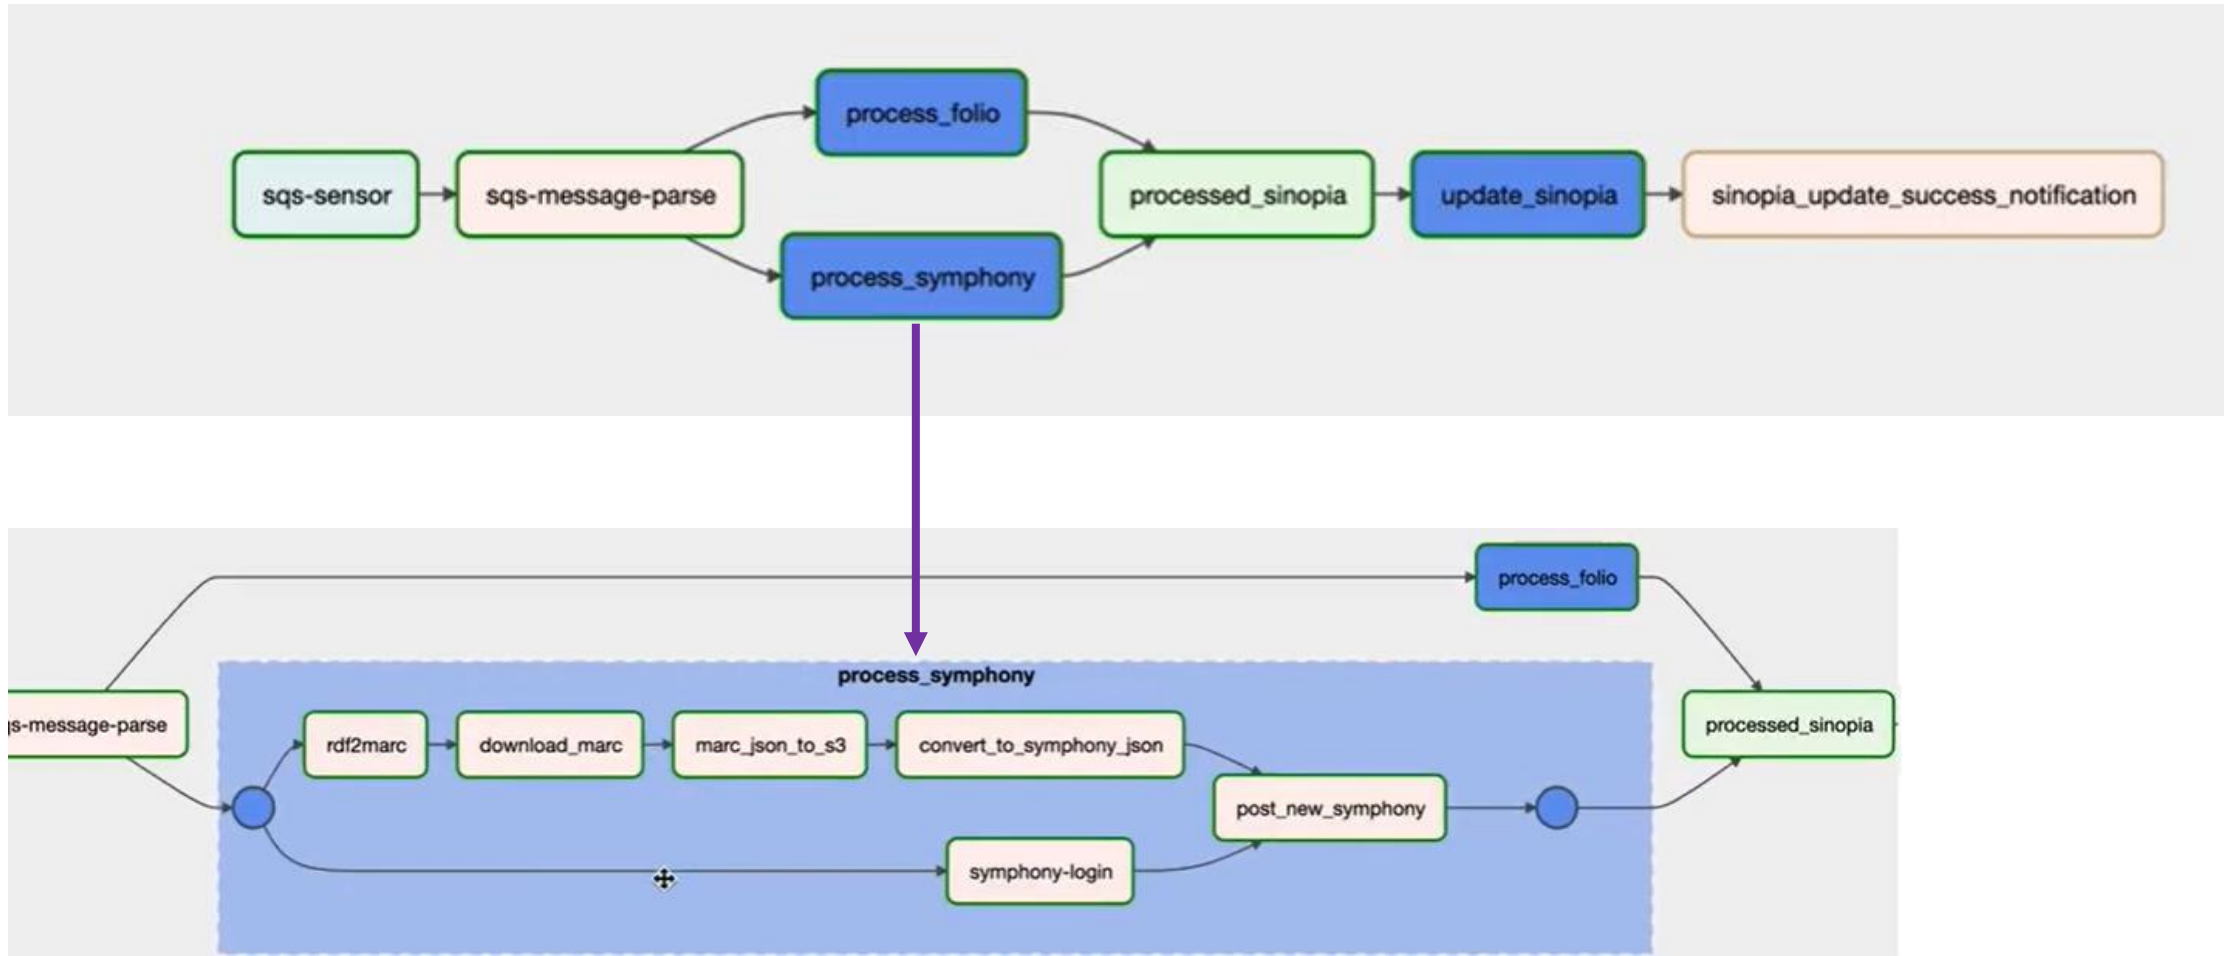 process_folio
sqs-sensor
sqs-message-parse
processed_sinopia
update_sinopia
sinopia_update_success_notification
process_symphony
process_folio
process_symphony
qs-message-parse
rdf2marc
download_marc
marc_json_to_s3
convert_to_symphony_json
processed_sinopia
post_new_symphony
symphony-login